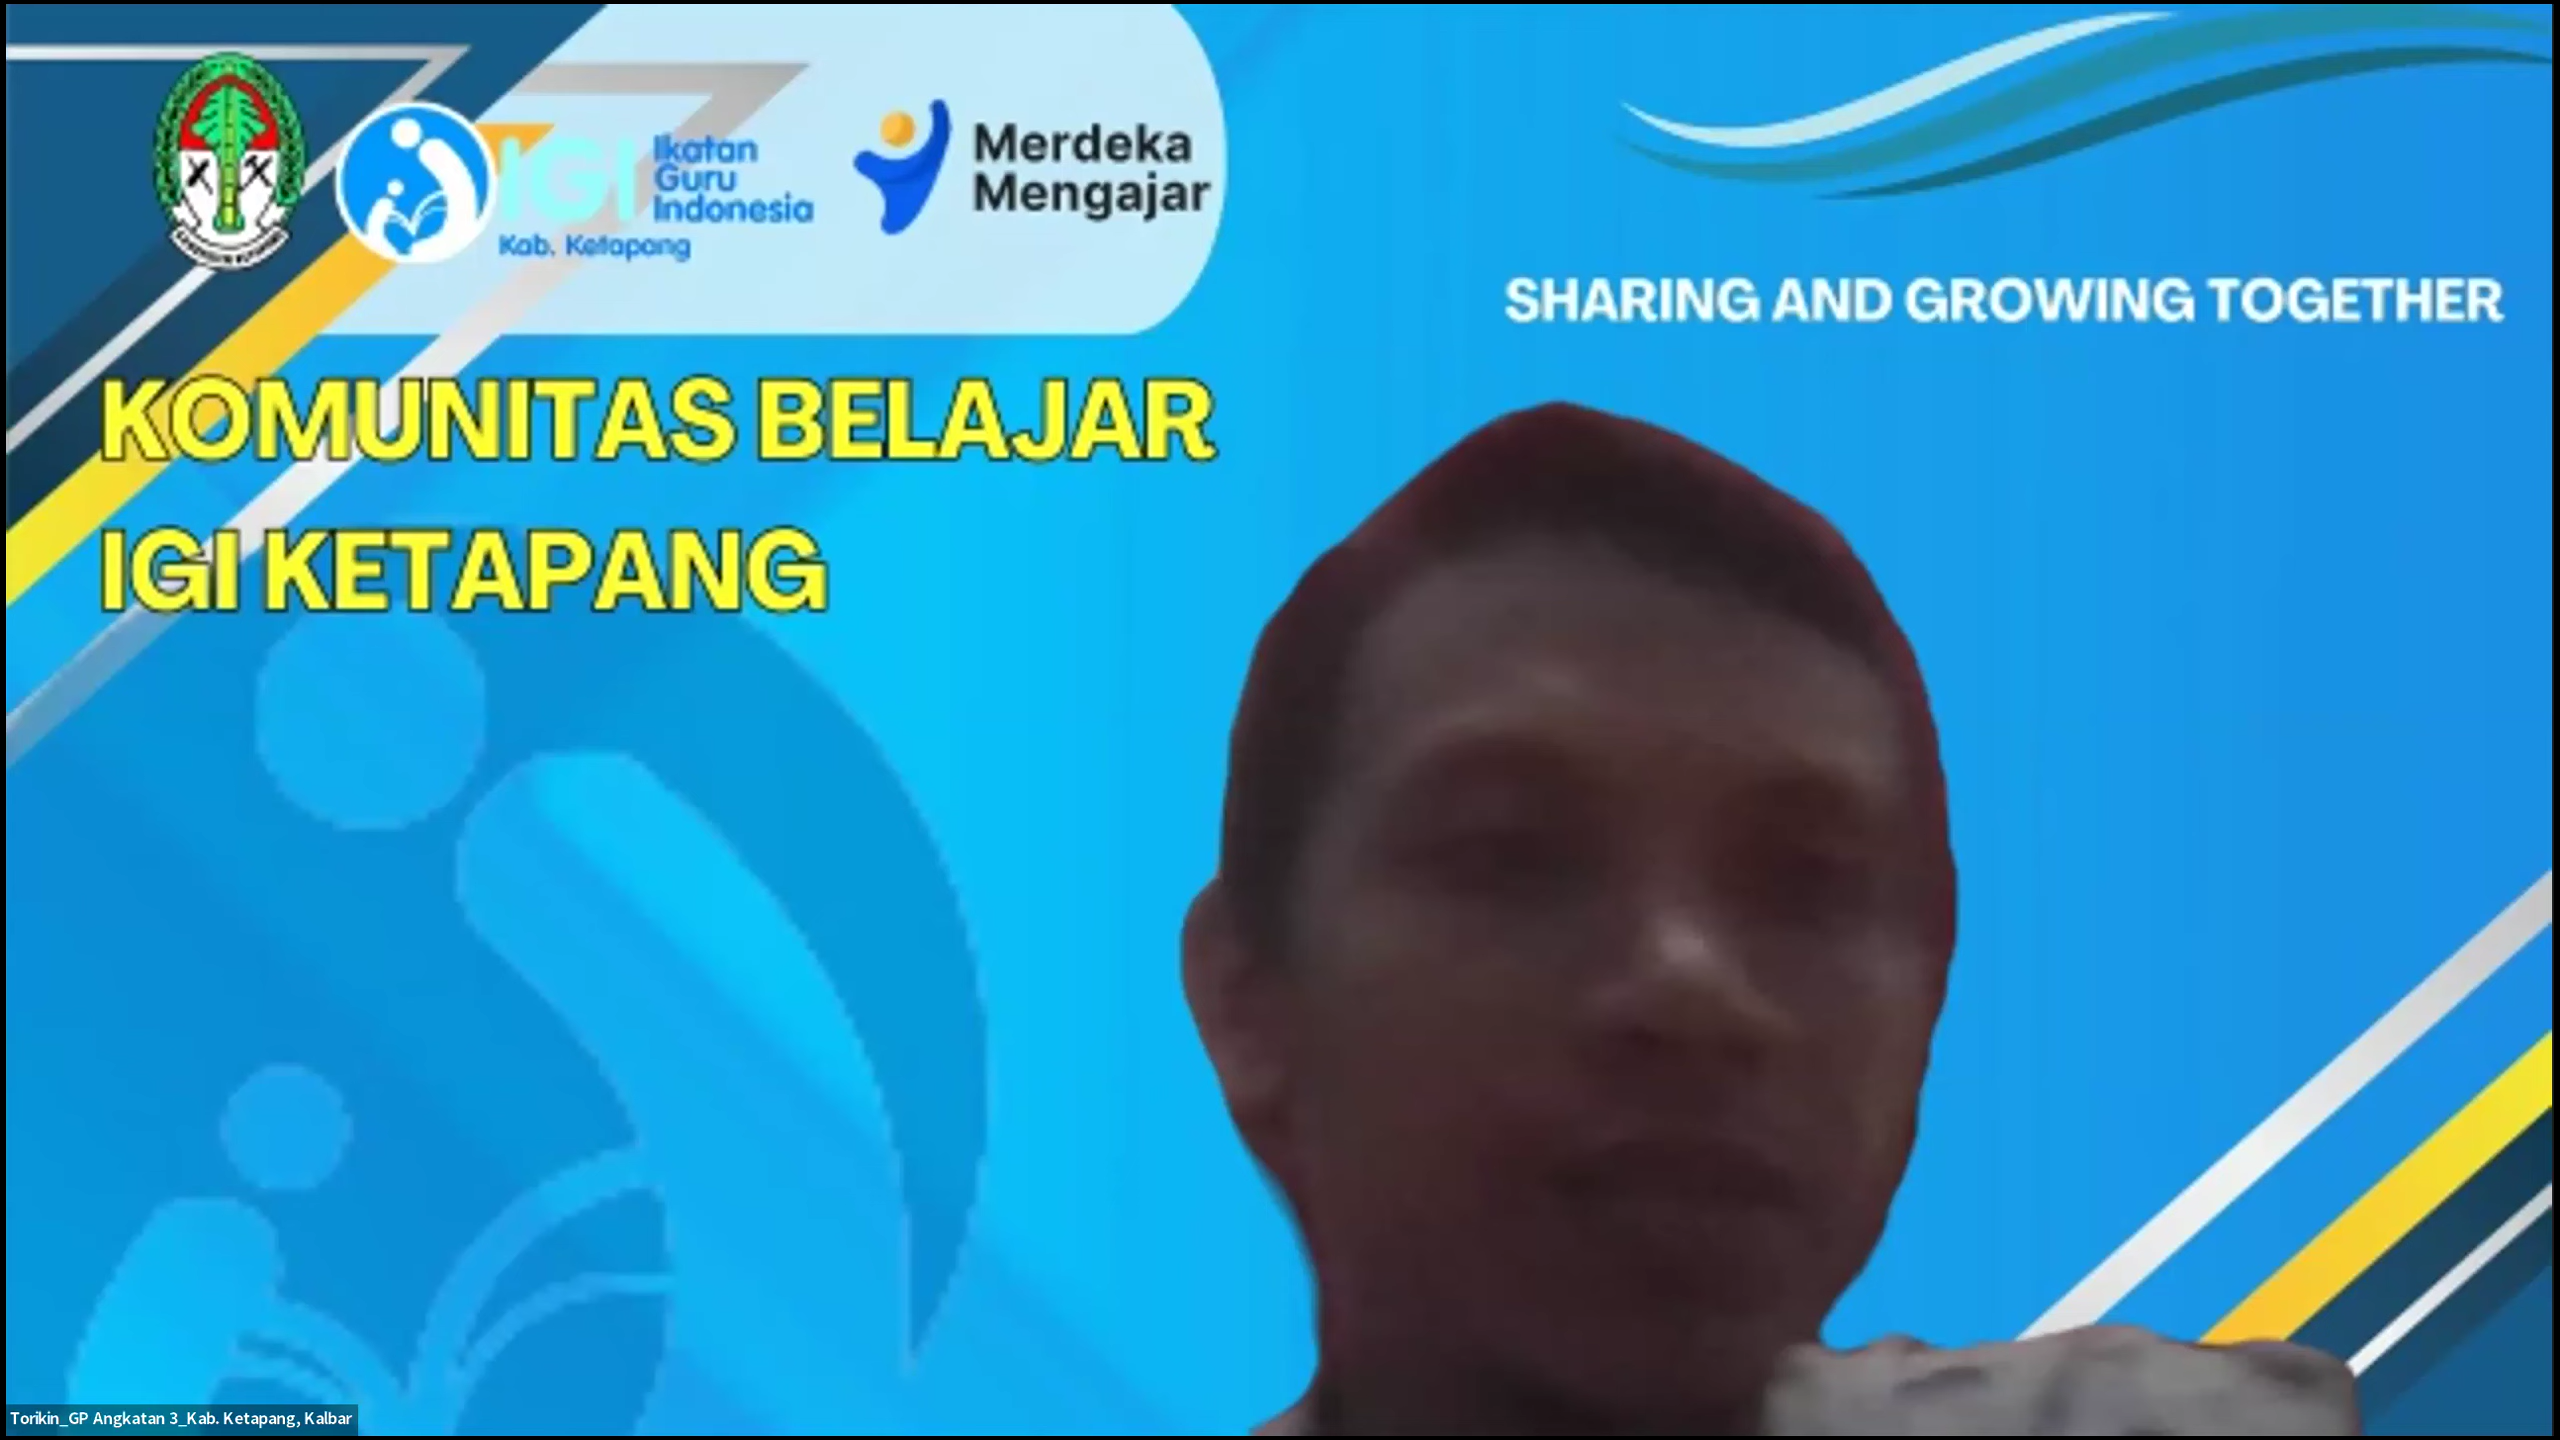 IGI
Ikatan
Guru
Indonesia
Kab. Ketapang
Merdeka
Mengajar
SHARING AND GROWING TOGETHER
KOMUNITAS BELAJAR
IGI KETAPANG
Torikin_GP Angkatan 3_Kab. Ketapang, Kalbar